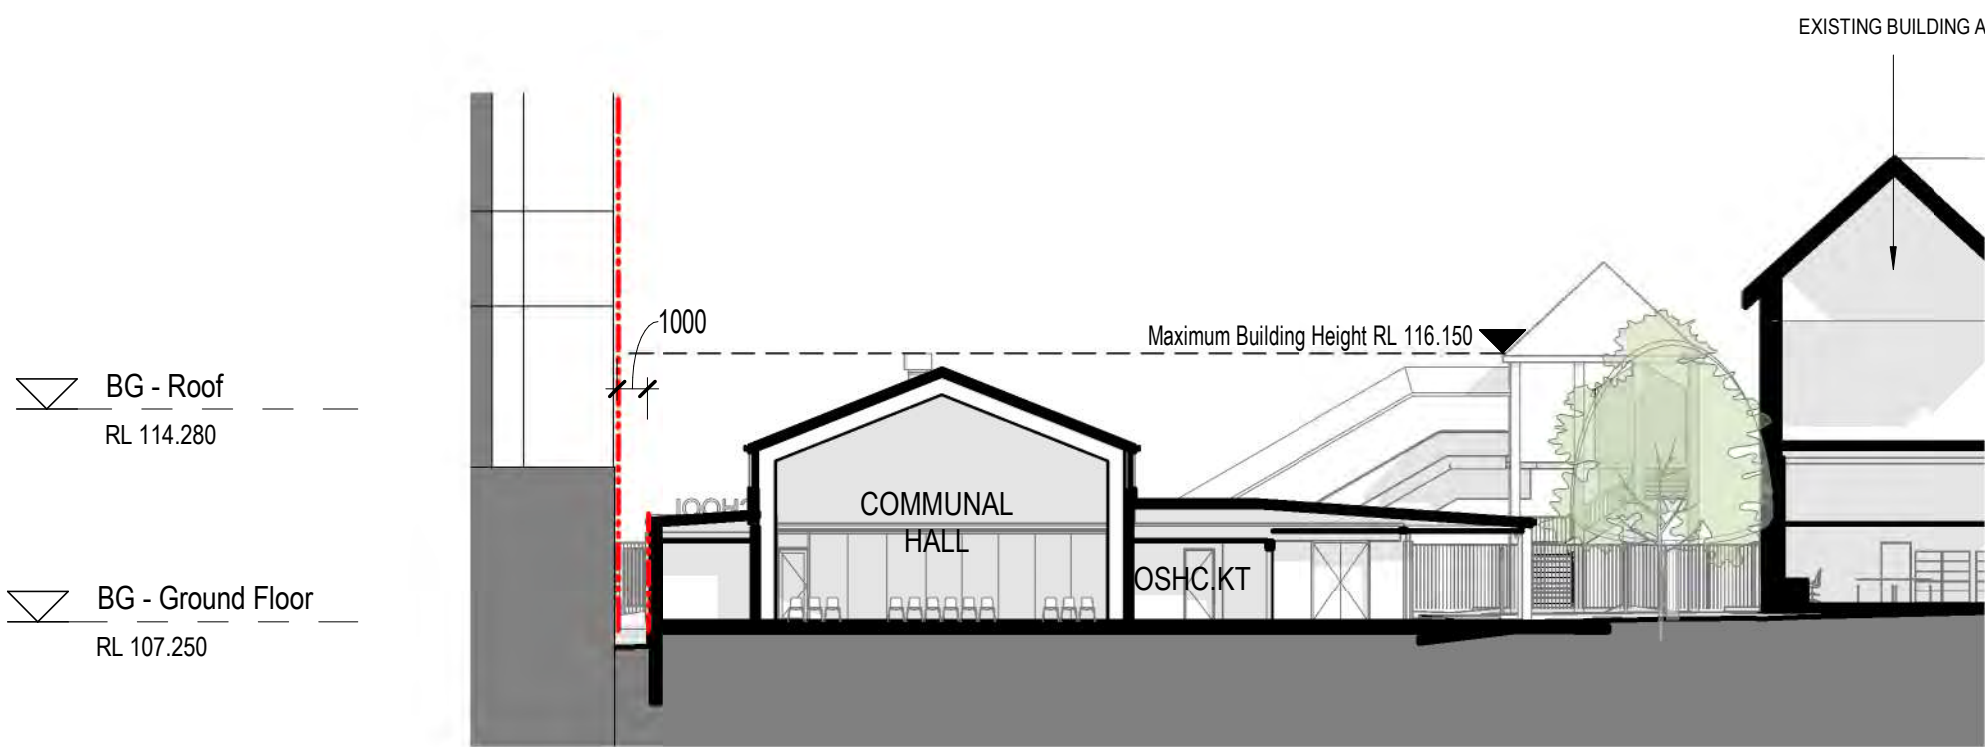 EXISTING BUILDING A
1000
Maximum Building Height RL 116.150
BG - Roof
RL 114.280
COMMUNAL
HALL
OSHC.KT
BG - Ground Floor
RL 107.250